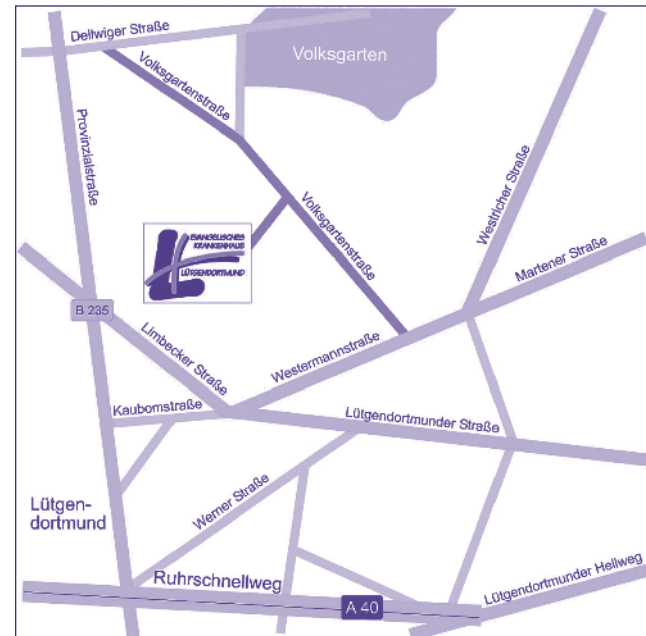 Dellwiger Straße
Volksgarten
Volksgartenstraße
Provinzialstraße
Westricher Straße
Volksgartenstraße
EVANGELISCHES
KRANKENHAUS
LÜTGENDORTMUND
Martener Straße
B 235
Limbecker Straße
Westermannstraße
Kaubomstraße
Lütgendortmunder Straße
Werner Straße
Lütgen-
dortmund
Ruhrschnellweg
Lütgendortmunder Hellweg
A 40